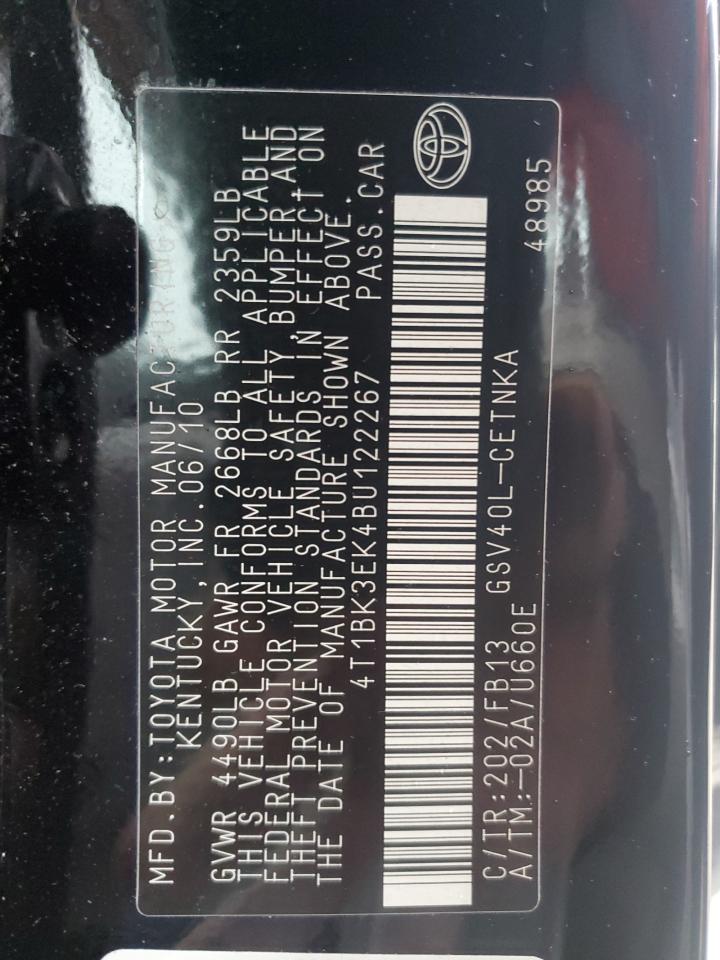 MFD.BY:TOYOTA MOTOR MANUFACTURING,
KENTUCKY,INC.06/10
GVWR 4490LB GAWR FR 2668LB RR 2359LB
THIS VEHICLE CONFORMS TO ALL APPLICABLE
FEDERAL MOTOR VEHICLE SAFETY, BUMPER AND
THEFT PREVENTION STANDARDS IN EFFECT ON
THE DATE OF MANUFACTURE SHOWN ABOVE.
4T1BK3EK4BU122267 PASS.CAR
C/TR:202/FB13 GSV40L-CETNKA
A/TM:-02A/U660E
48985